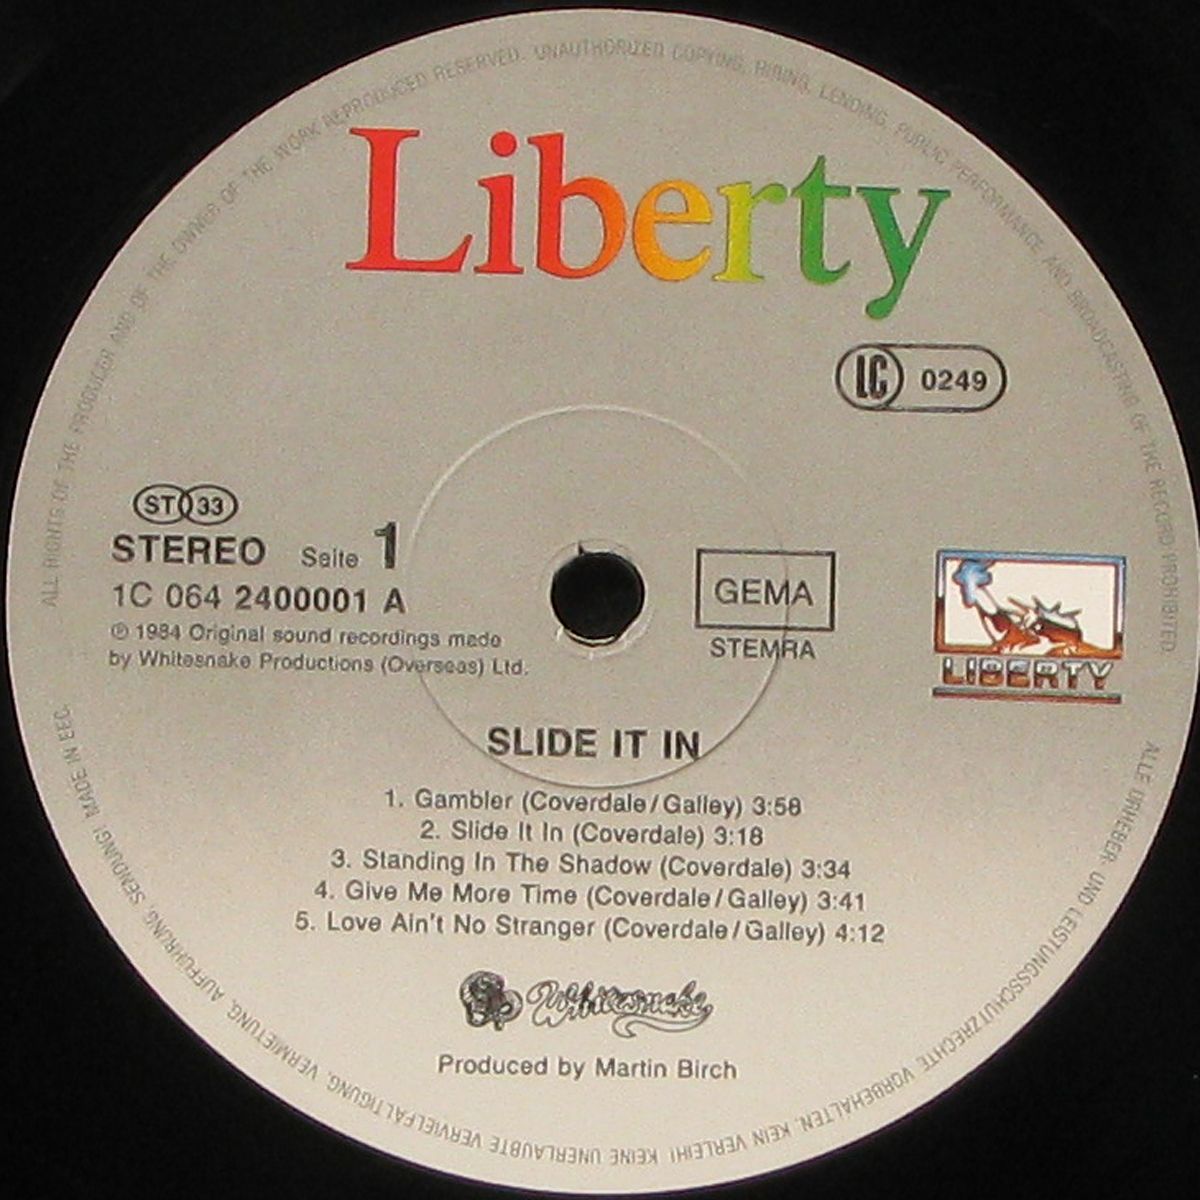 ALL RIGHTS OF THE PRODUCER AND OF THE OWNER OF THE WORK REPRODUCED RESERVED. UNAUTHORIZED COPYING, HIRING, LENDING, PUBLIC PERFORMANCE AND BROADCASTING OF THE RECORD PROHIBITED
Liberty
LC 0249
ST 33
STEREO Seite 1
1C 064 2400001 A
℗ 1984 Original sound recordings made
by Whitesnake Productions (Overseas) Ltd.
GEMA
STEMRA
LIBERTY
SLIDE IT IN
1. Gambler (Coverdale/Galley) 3:58
2. Slide It In (Coverdale) 3:18
3. Standing In The Shadow (Coverdale) 3:34
4. Give Me More Time (Coverdale/Galley) 3:41
5. Love Ain't No Stranger (Coverdale/Galley) 4:12
Whitesnake
Produced by Martin Birch
ALLE URHEBER- UND LEISTUNGSSCHUTZRECHTE VORBEHALTEN. KEIN VERLEIH! KEINE UNERLAUBTE VERVIELFÄLTIGUNG, VERMIETUNG, AUFFÜHRUNG, SENDUNG! MADE IN EEC.